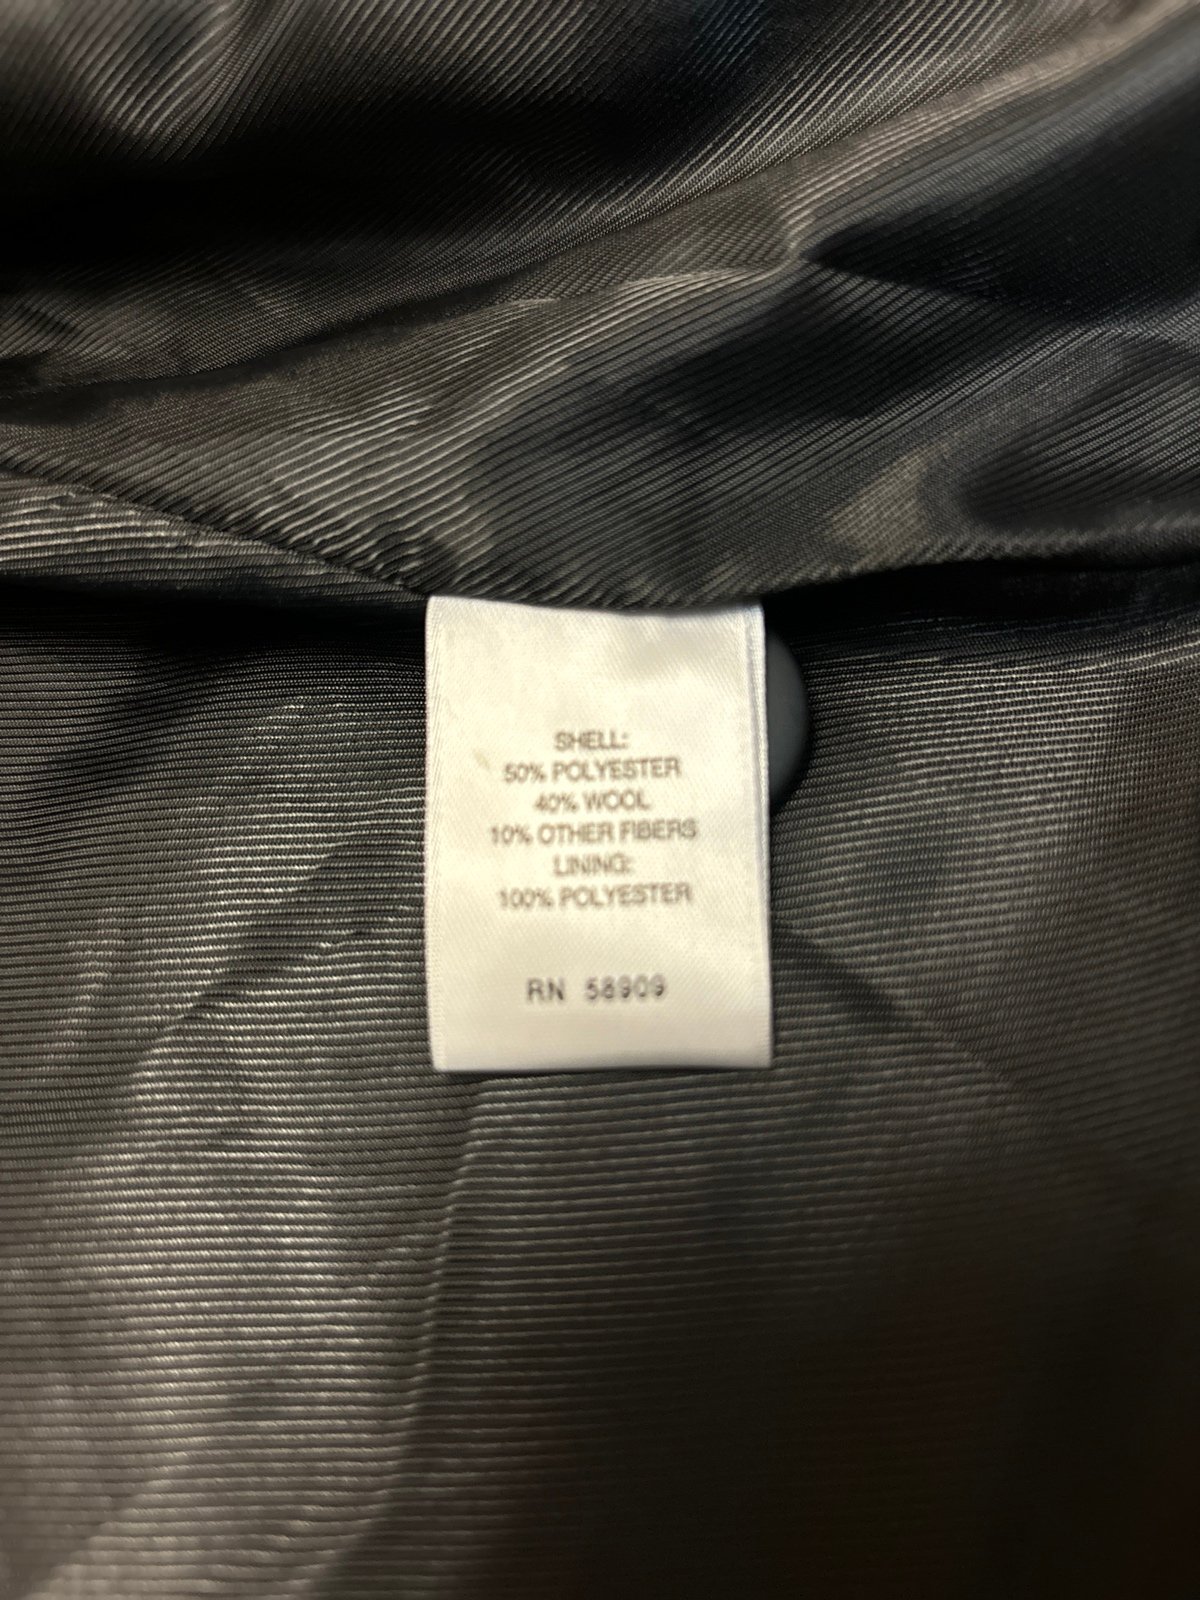 SHELL:
50% POLYESTER
40% WOOL
10% OTHER FIBERS
LINING:
100% POLYESTER
RN 58909